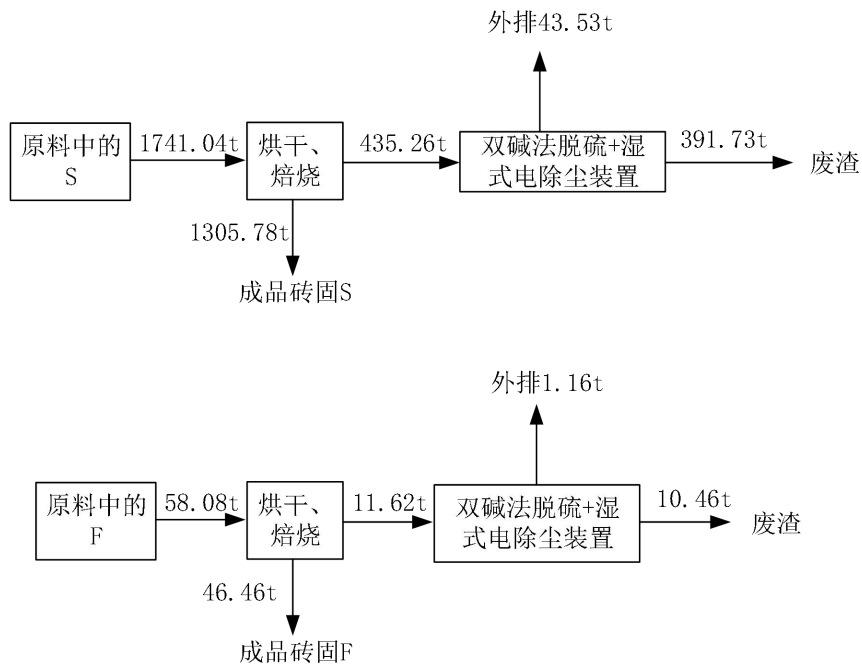 外排43.53t
原料中的
S
1741.04t
烘干、
焙烧
435.26t
双碱法脱硫+湿
式电除尘装置
391.73t
废渣
1305.78t
成品砖固S
外排1.16t
原料中的
F
58.08t
烘干、
焙烧
11.62t
双碱法脱硫+湿
式电除尘装置
10.46t
废渣
46.46t
成品砖固F